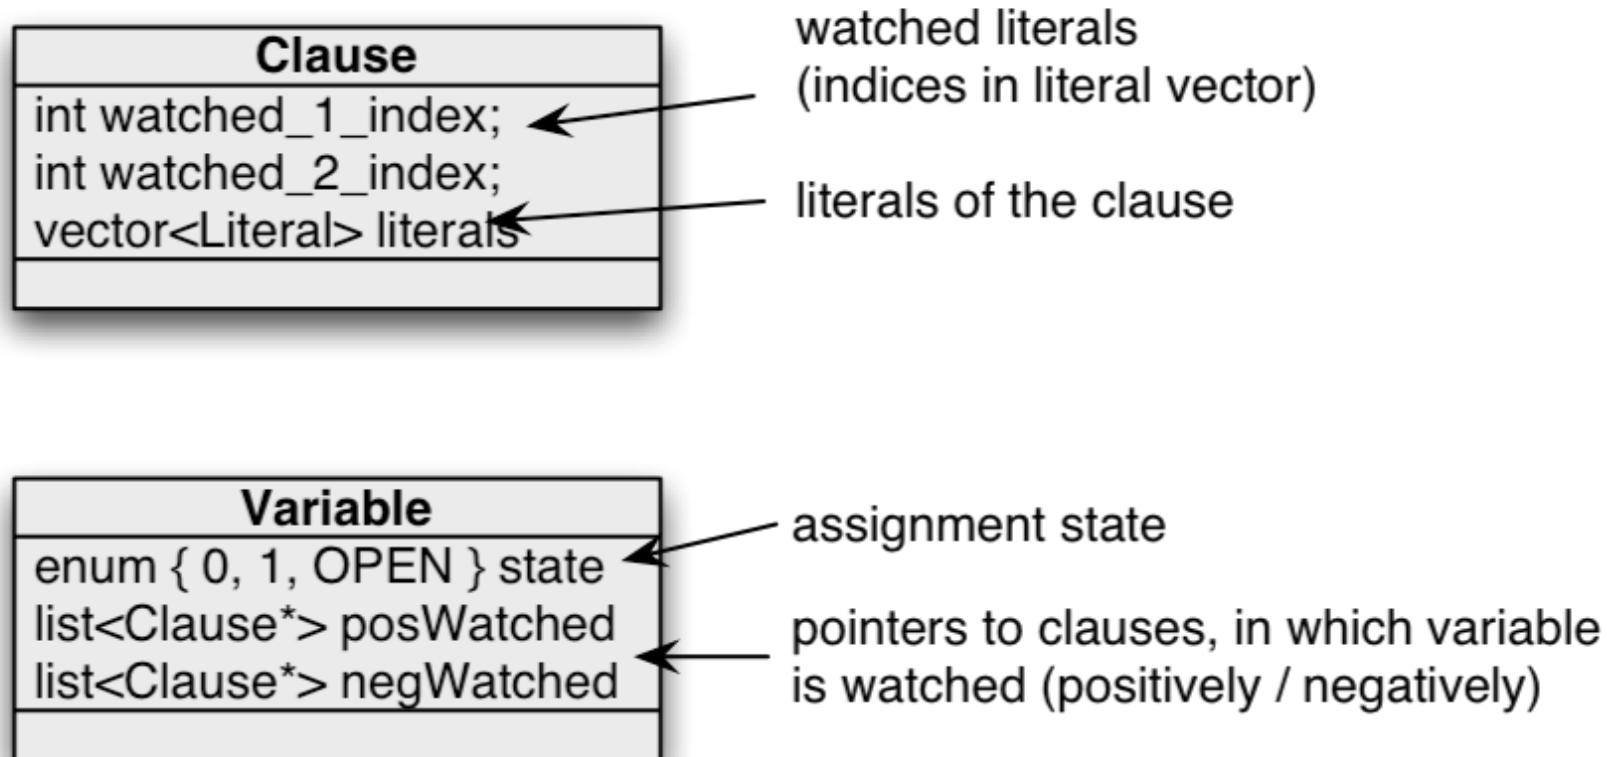 Clause
int watched_1_index;
int watched_2_index;
vector<Literal> literals
watched literals
(indices in literal vector)
literals of the clause
Variable
enum { 0, 1, OPEN } state
list<Clause*> posWatched
list<Clause*> negWatched
assignment state
pointers to clauses, in which variable
is watched (positively / negatively)